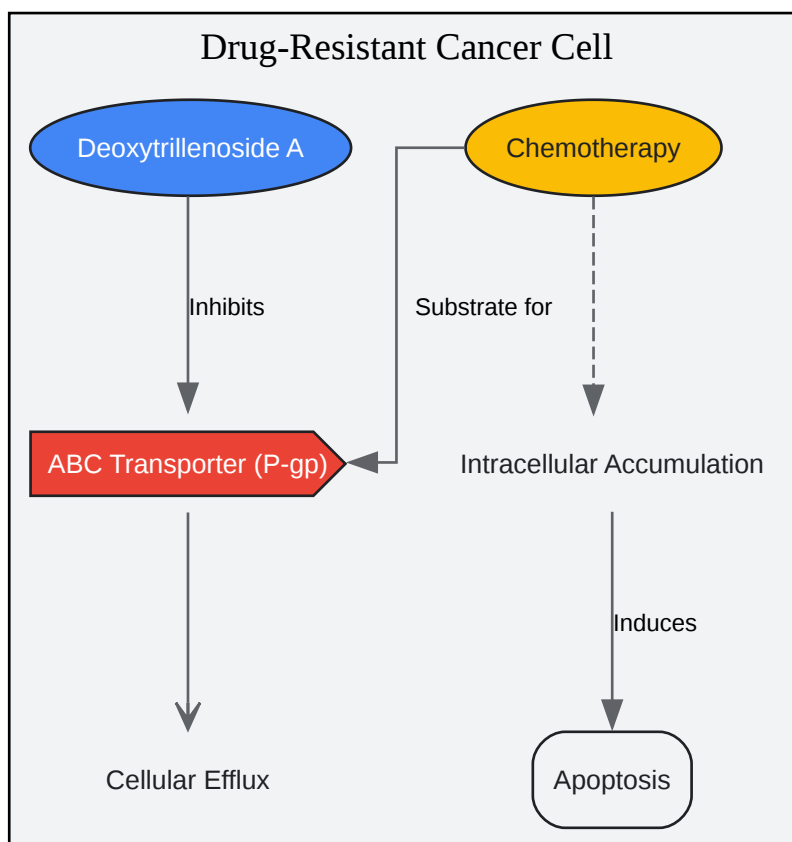 Drug-Resistant Cancer Cell
Deoxytrillenoside A
Chemotherapy
Inhibits
Substrate for
ABC Transporter (P-gp)
Intracellular Accumulation
Induces
Cellular Efflux
Apoptosis